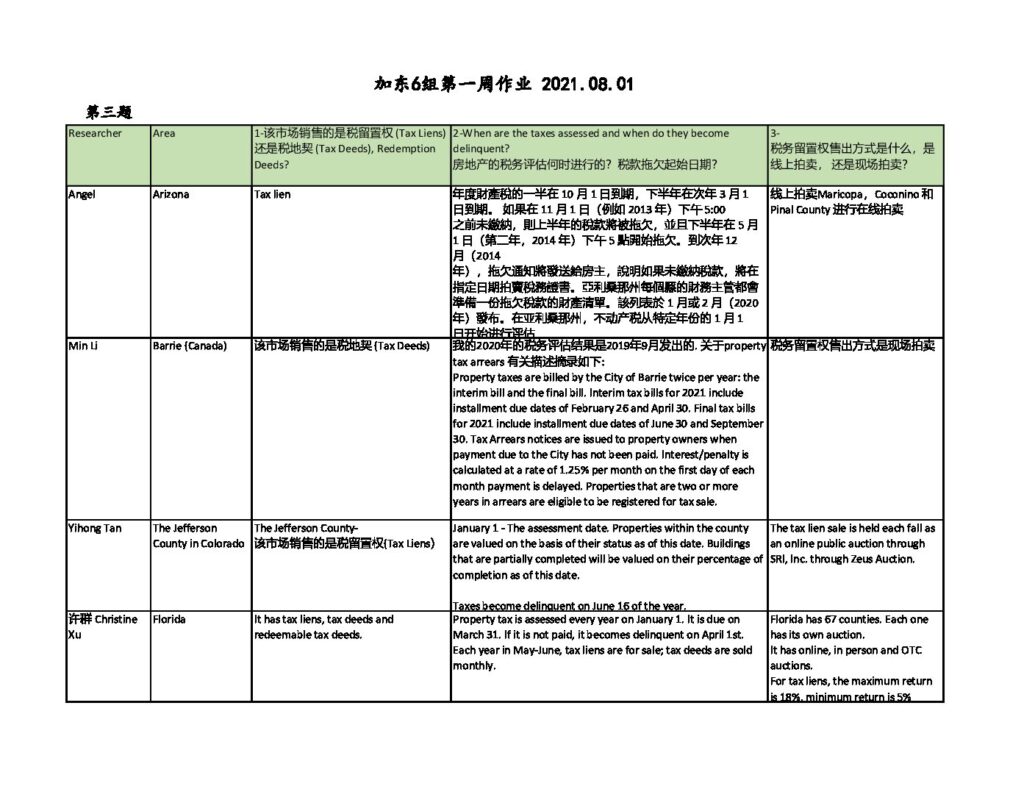 加东6组第一周作业 2021.08.01
第三题
Researcher
Area
1-该市场销售的是税留置权 (Tax Liens)
还是税地契 (Tax Deeds), Redemption
Deeds?
2-When are the taxes assessed and when do they become
delinquent?
房地产的税务评估何时进行的？ 税款拖欠起始日期？
3-
税务留置权售出方式是什么，是
线上拍卖， 还是现场拍卖？
Angel
Arizona
Tax lien
年度財產税的一半在 10 月 1 日到期，下半年在次年 3 月 1
日到期。 如果在 11 月 1 日（例如 2013 年）下午 5:00
之前未繳納，則上半年的税款將被拖欠，並且下半年在 5 月
1 日（第二年，2014 年）下午 5 點開始拖欠。到次年 12
月（2014
年），拖欠通知將發送給房主，說明如果未繳納税款，將在
指定日期拍賣税務證書。亞利桑那州每個縣的財務主管都會
準備一份拖欠税款的財產清單。該列表於 1 月或 2 月（2020
年）發布。在亚利桑那州，不动产税从特定年份的 1 月 1
日开始进行评估
线上拍卖Maricopa，Coconino 和
Pinal County 进行在线拍卖
Min Li
Barrie (Canada)
该市场销售的是税地契 (Tax Deeds)
我的2020年的税务评估结果是2019年9月发出的. 关于property
tax arrears 有关描述摘录如下:
Property taxes are billed by the City of Barrie twice per year: the
interim bill and the final bill. Interim tax bills for 2021 include
installment due dates of February 26 and April 30. Final tax bills
for 2021 include installment due dates of June 30 and September
30. Tax Arrears notices are issued to property owners when
payment due to the City has not been paid. Interest/penalty is
calculated at a rate of 1.25% per month on the first day of each
month payment is delayed. Properties that are two or more
years in arrears are eligible to be registered for tax sale.
税务留置权售出方式是现场拍卖
Yihong Tan
The Jefferson
County in Colorado
The Jefferson County-
该市场销售的是税留置权(Tax Liens)
January 1 - The assessment date. Properties within the county
are valued on the basis of their status as of this date. Buildings
that are partially completed will be valued on their percentage of
completion as of this date.
Taxes become delinquent on June 16 of the year.
The tax lien sale is held each fall as
an online public auction through
SRI, Inc. through Zeus Auction.
许群 Christine
Xu
Florida
It has tax liens, tax deeds and
redeemable tax deeds.
Property tax is assessed every year on January 1. It is due on
March 31. If it is not paid, it becomes delinquent on April 1st.
Each year in May-June, tax liens are for sale; tax deeds are sold
monthly.
Florida has 67 counties. Each one
has its own auction.
It has online, in person and OTC
auctions.
For tax liens, the maximum return
is 18%, minimum return is 5%